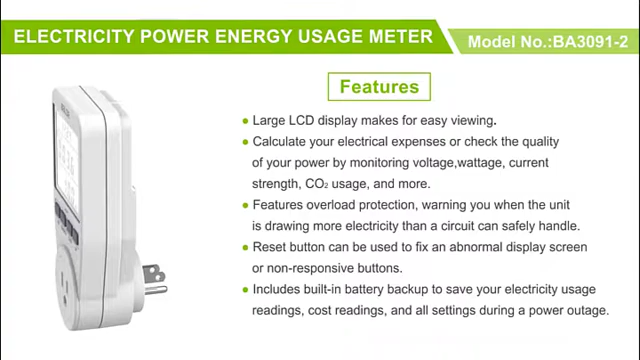 ELECTRICITY POWER ENERGY USAGE METER
Model No.:BA3091-2
Features
● Large LCD display makes for easy viewing.
● Calculate your electrical expenses or check the quality
of your power by monitoring voltage,wattage, current
strength, CO₂ usage, and more.
● Features overload protection, warning you when the unit
is drawing more electricity than a circuit can safely handle.
● Reset button can be used to fix an abnormal display screen
or non-responsive buttons.
● Includes built-in battery backup to save your electricity usage
readings, cost readings, and all settings during a power outage.